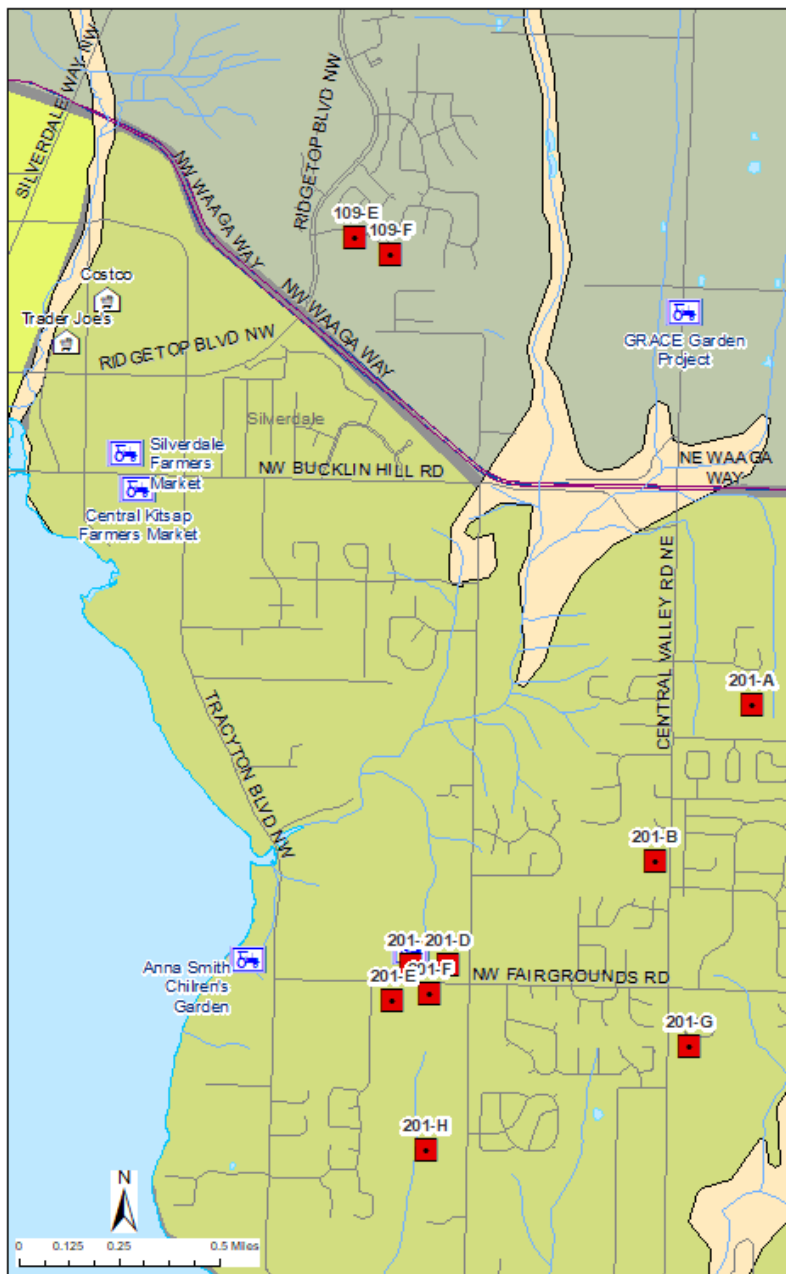 SILVERDALE WAY NW
RIDGETOP BLVD NW
NW WAAGA WAY
109-E
109-F
Costco
Trader Joe's
NW WAAGA WAY
GRACE Garden
Project
RIDGETOP BLVD NW
Silverdale
Silverdale
Farmers
Market
NW BUCKLIN HILL RD
NE WAAGA
WAY
Central Kitsap
Farmers Market
CENTRAL VALLEY RD NE
201-A
TRACYTON BLVD NW
201-B
201-
201-D
Anna Smith
Chilren's
Garden
201-E
201-F
NW FAIRGROUNDS RD
201-G
201-H
N
0 0.125 0.25 0.5 Miles